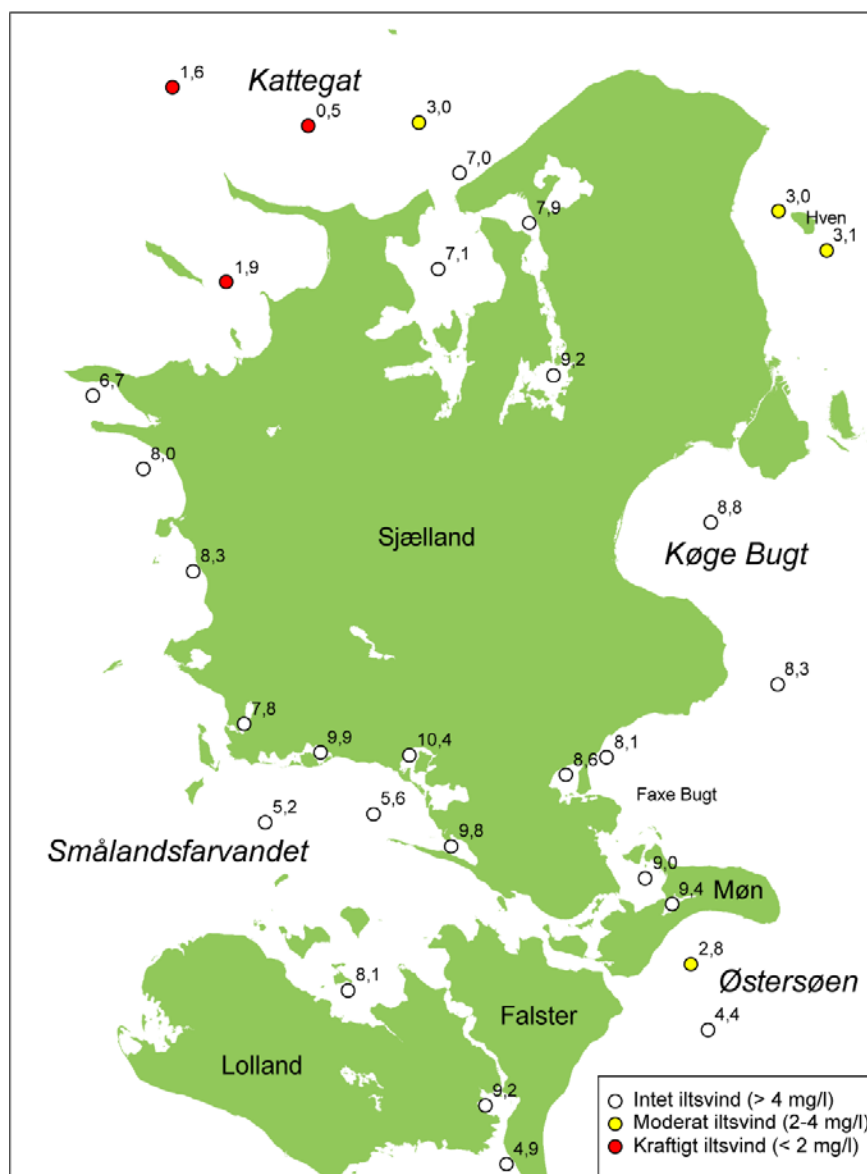 1,6
Kattegat
0,5
3,0
7,0
3,0
Hven
7,9
3,1
7,1
1,9
9,2
6,7
8,0
8,8
Sjælland
Køge Bugt
8,3
8,3
7,8
9,9
10,4
8,1
8,6
Faxe Bugt
5,6
5,2
Smålandsfarvandet
9,8
9,0
Møn
9,4
2,8
Østersøen
8,1
Falster
4,4
Lolland
9,2
4,9
Intet iltsvind (> 4 mg/l)
Moderat iltsvind (2-4 mg/l)
Kraftigt iltsvind (< 2 mg/l)